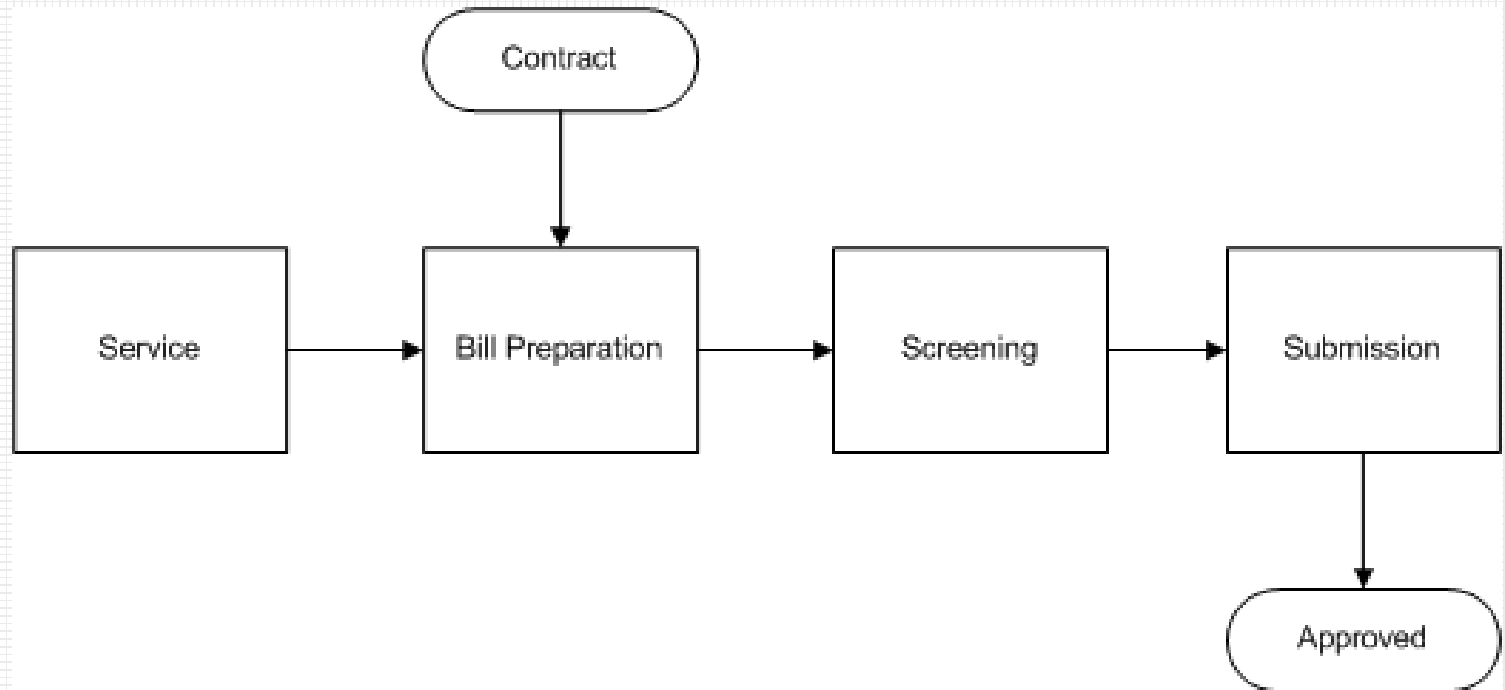 Contract
Service
Bill Preparation
Screening
Submission
Approved